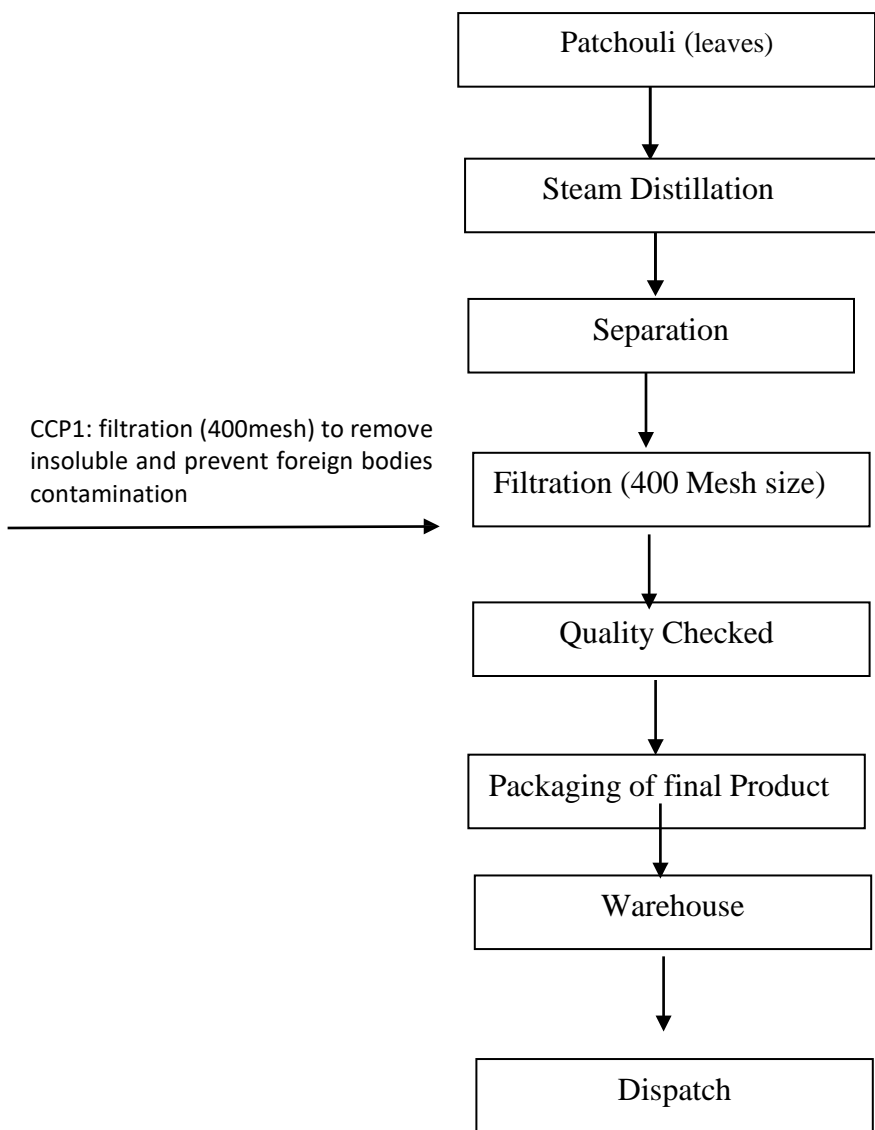 Patchouli (leaves)
Steam Distillation
Separation
CCP1: filtration (400mesh) to remove
insoluble and prevent foreign bodies
contamination
Filtration (400 Mesh size)
Quality Checked
Packaging of final Product
Warehouse
Dispatch